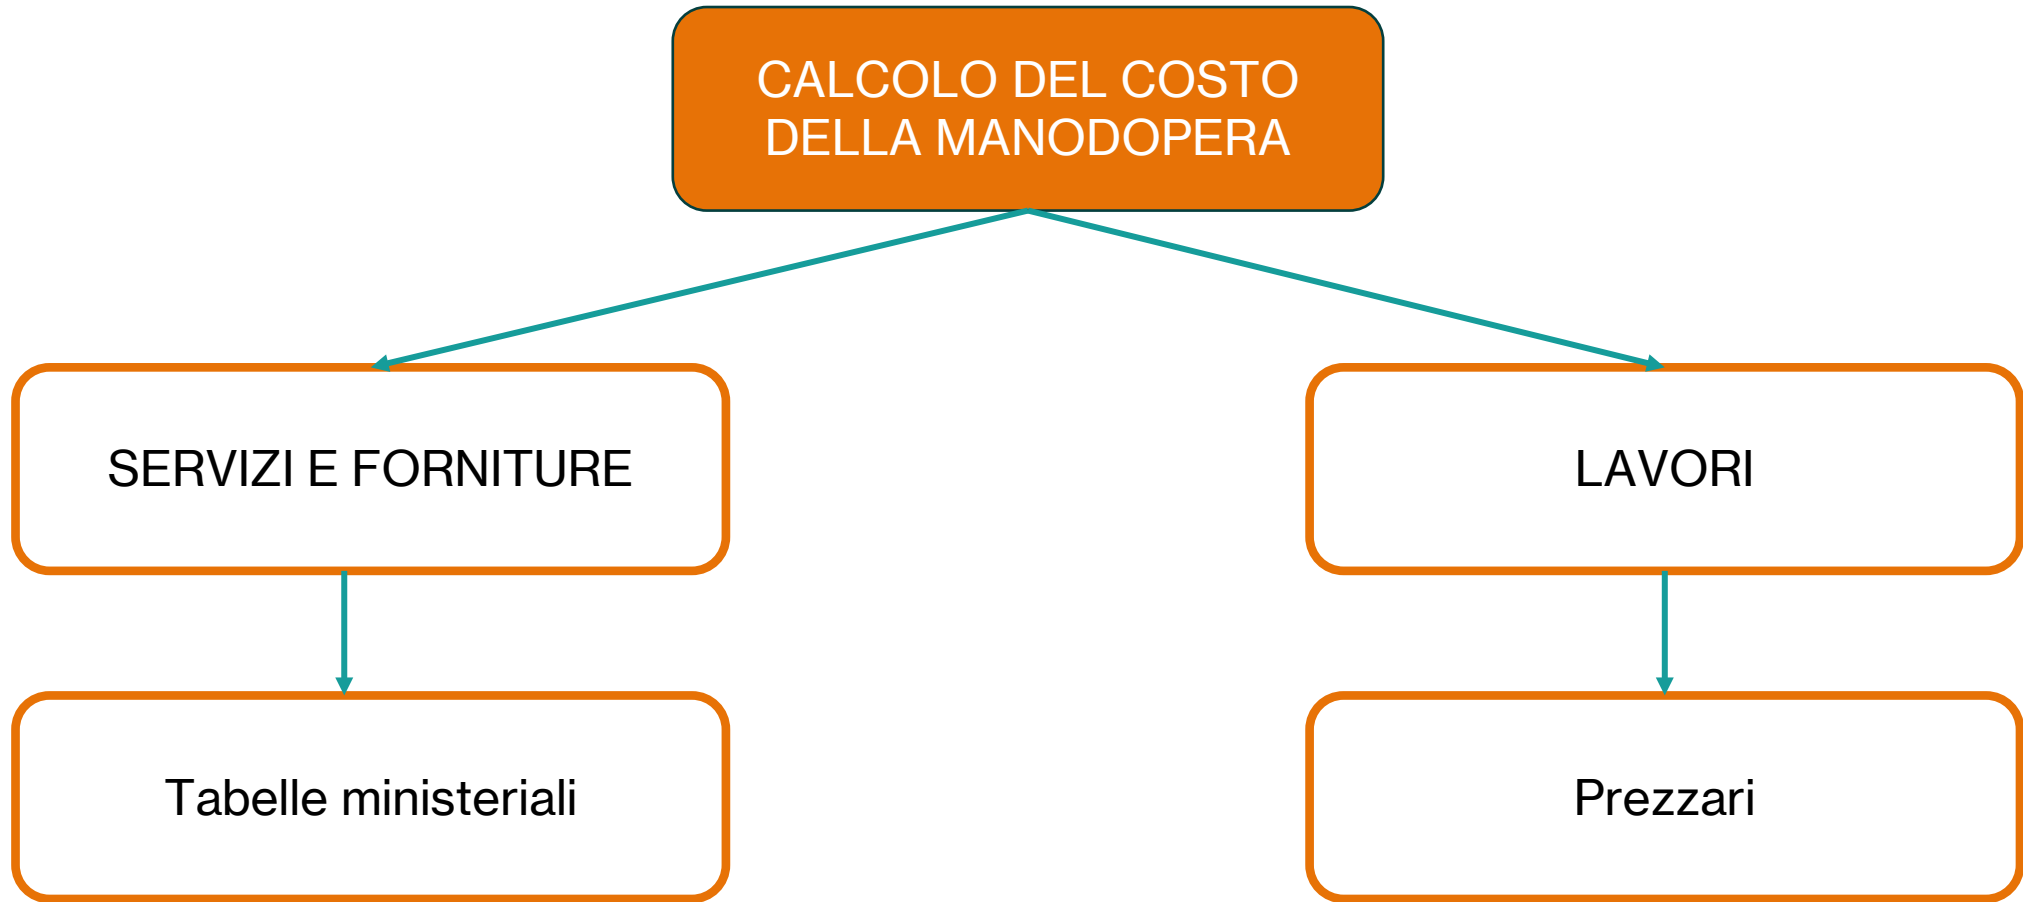 CALCOLO DEL COSTO
DELLA MANODOPERA
SERVIZI E FORNITURE
LAVORI
Tabelle ministeriali
Prezzari